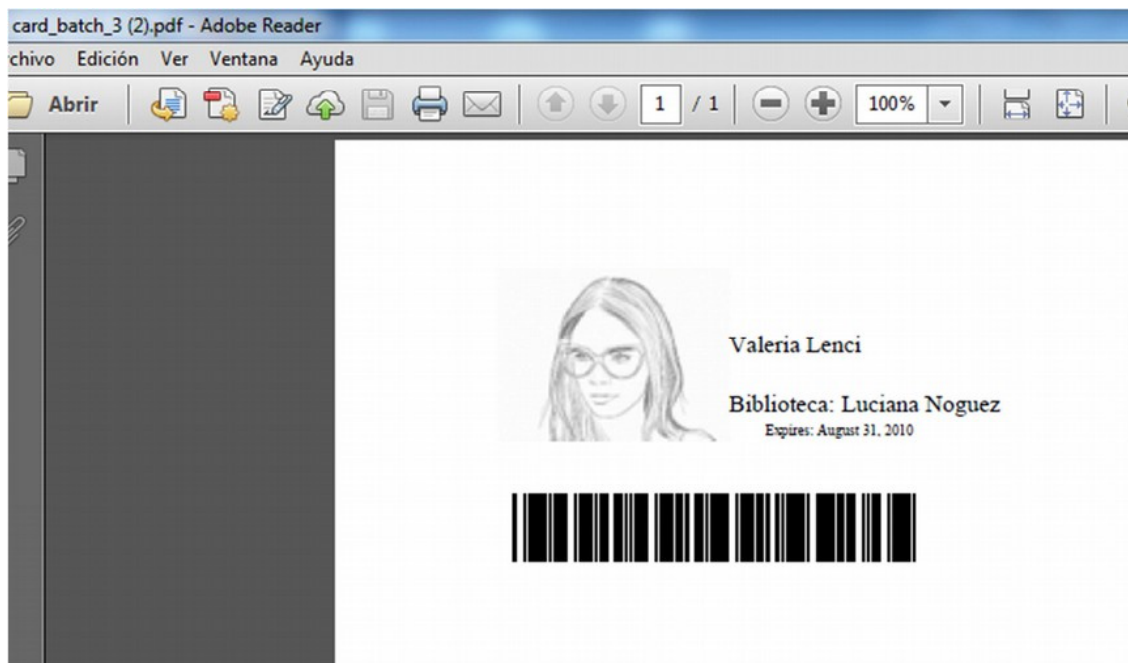 card_batch_3 (2).pdf - Adobe Reader
rchivo Edición Ver Ventana Ayuda
Abrir 1 / 1 100%
Valeria Lenci
Biblioteca: Luciana Noguez
Expires: August 31, 2010